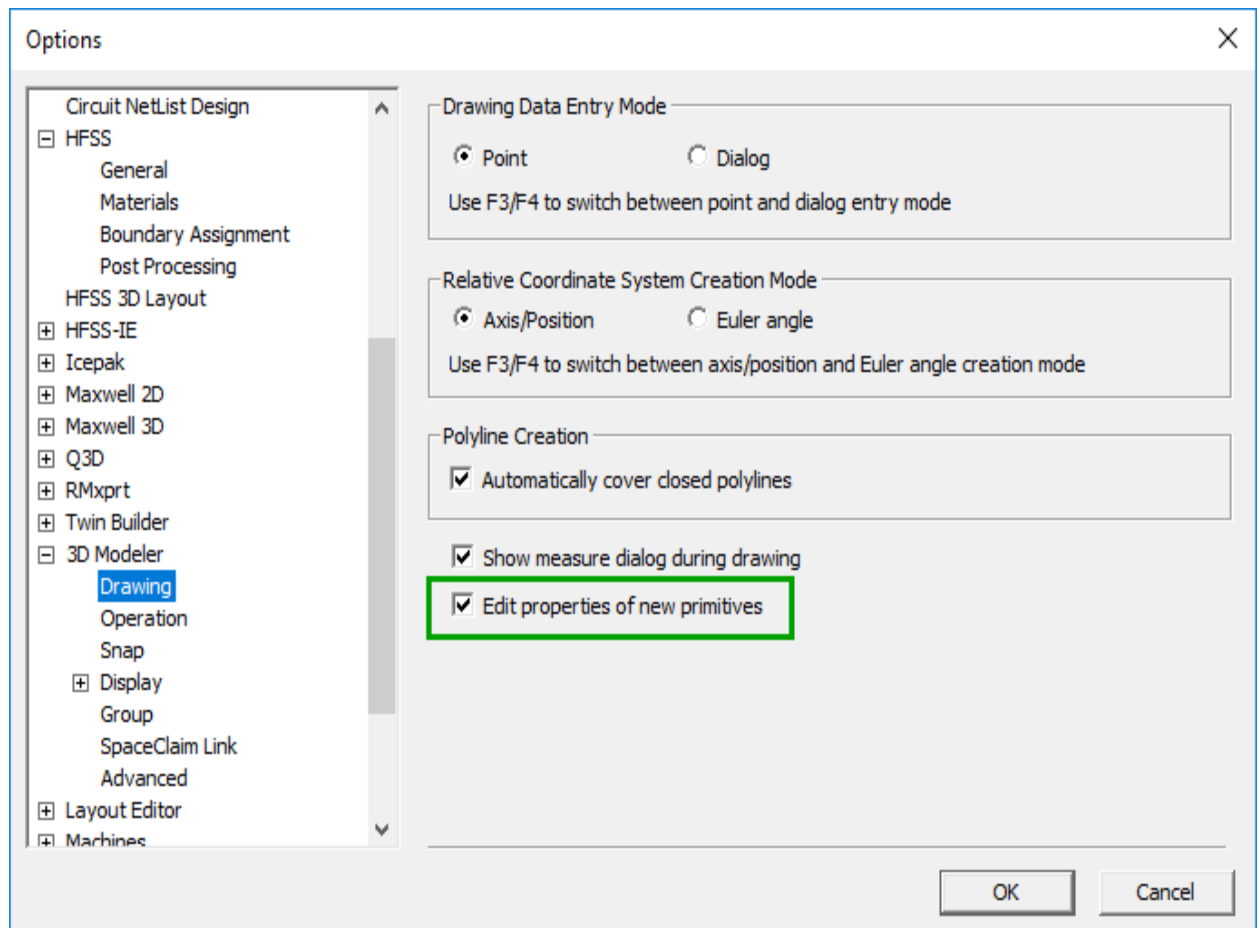 Options
Circuit NetList Design
HFSS
General
Materials
Boundary Assignment
Post Processing
HFSS 3D Layout
HFSS-IE
Icepak
Maxwell 2D
Maxwell 3D
Q3D
RMxprt
Twin Builder
3D Modeler
Drawing
Operation
Snap
Display
Group
SpaceClaim Link
Advanced
Layout Editor
Machines
Drawing Data Entry Mode
Point Dialog
Use F3/F4 to switch between point and dialog entry mode
Relative Coordinate System Creation Mode
Axis/Position Euler angle
Use F3/F4 to switch between axis/position and Euler angle creation mode
Polyline Creation
Automatically cover closed polylines
Show measure dialog during drawing
Edit properties of new primitives
OK Cancel